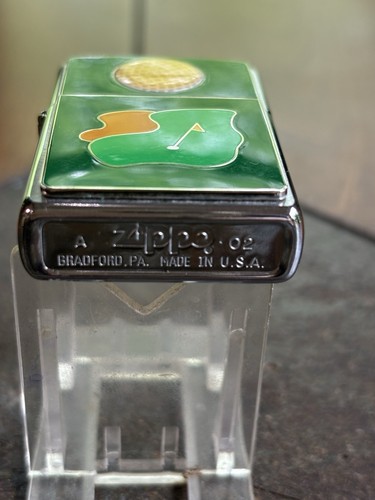 A Zippo · 02
BRADFORD, PA. MADE IN U.S.A.